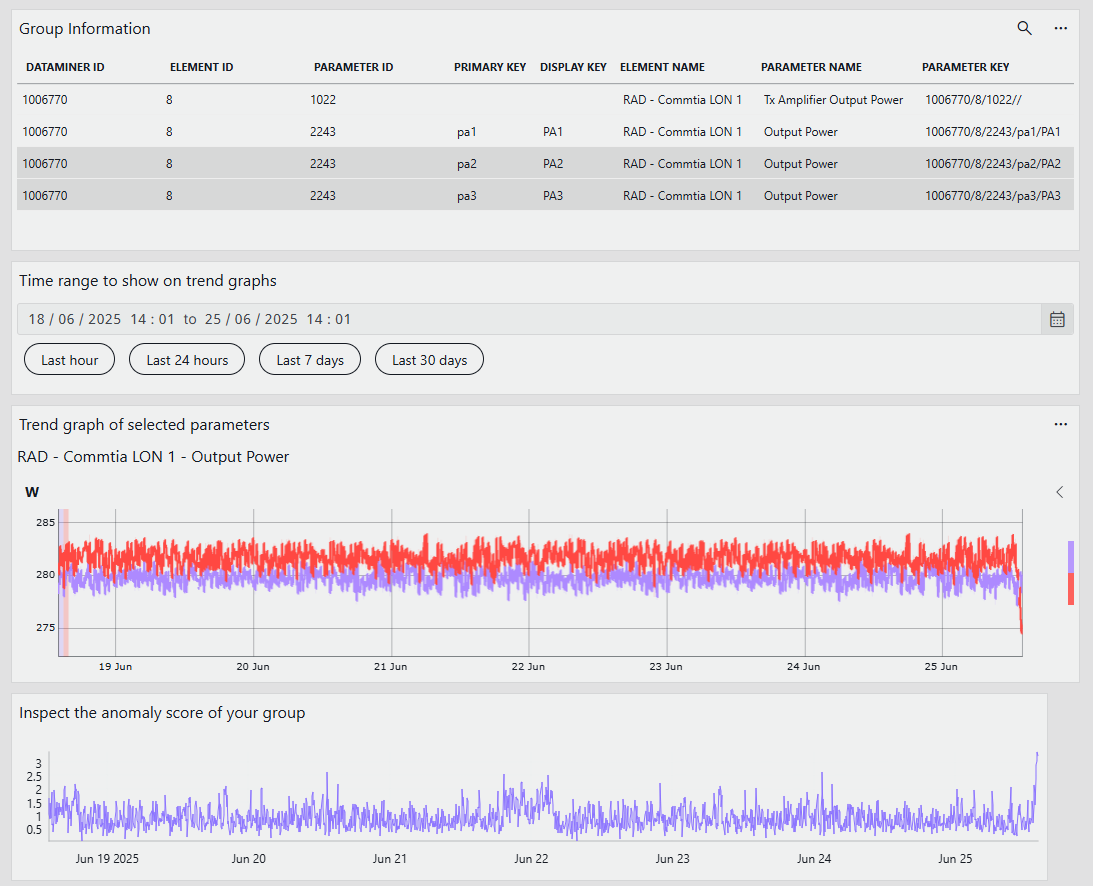 Group Information
DATAMINER ID ELEMENT ID PARAMETER ID PRIMARY KEY DISPLAY KEY ELEMENT NAME PARAMETER NAME PARAMETER KEY
1006770 8 1022 RAD - Commtia LON 1 Tx Amplifier Output Power 1006770/8/1022//
1006770 8 2243 pa1 PA1 RAD - Commtia LON 1 Output Power 1006770/8/2243/pa1/PA1
1006770 8 2243 pa2 PA2 RAD - Commtia LON 1 Output Power 1006770/8/2243/pa2/PA2
1006770 8 2243 pa3 PA3 RAD - Commtia LON 1 Output Power 1006770/8/2243/pa3/PA3
Time range to show on trend graphs
18 / 06 / 2025 14 : 01 to 25 / 06 / 2025 14 : 01
Last hour Last 24 hours Last 7 days Last 30 days
Trend graph of selected parameters
RAD - Commtia LON 1 - Output Power
W
285
280
275
19 Jun 20 Jun 21 Jun 22 Jun 23 Jun 24 Jun 25 Jun
Inspect the anomaly score of your group
3
2.5
2
1.5
1
0.5
Jun 19 2025 Jun 20 Jun 21 Jun 22 Jun 23 Jun 24 Jun 25